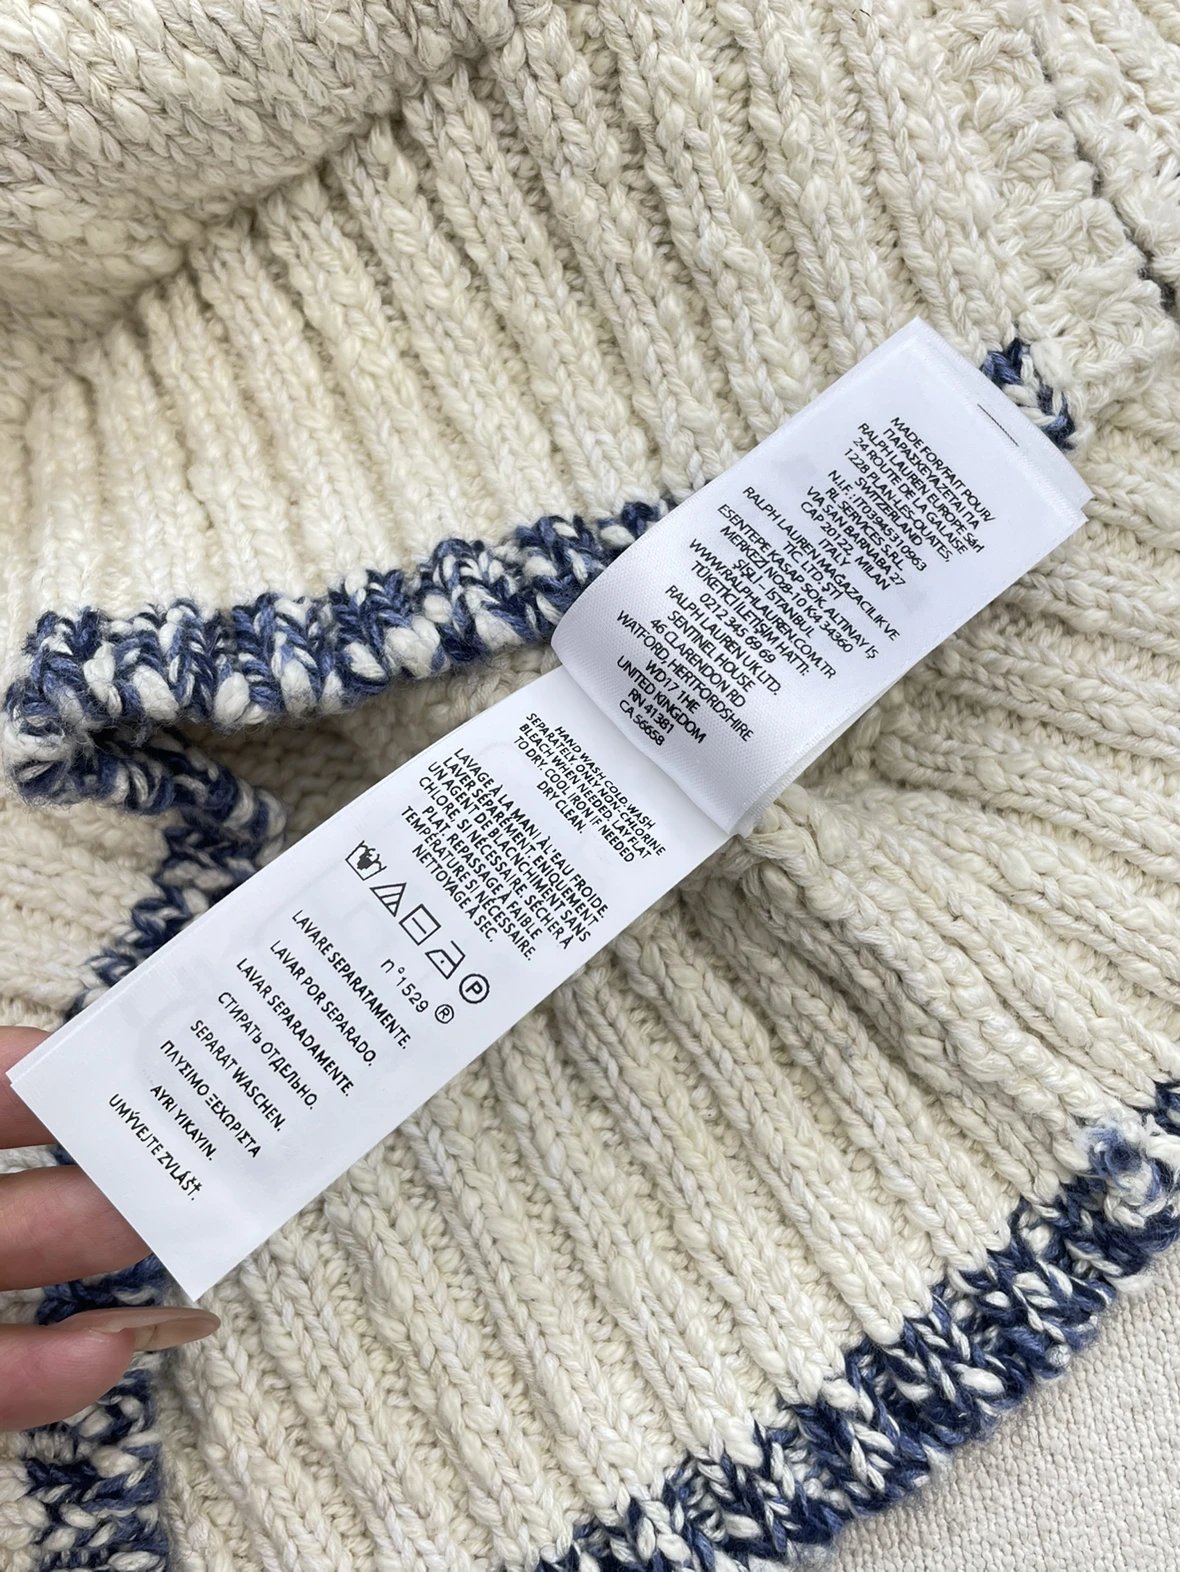 MADE FOR/FAIT POUR/
ΠΑΡΑΣΚΕΥΑΖΕΤΑΙ ΓΙΑ
RALPH LAUREN EUROPE Sàrl
24 ROUTE DE LA GALAISE
1228 PLAN-LES-OUATES,
SWITZERLAND
N.I.F.: IT03945310963
RL SERVICES S.R.L.
VIA SAN BARNABA 27
CAP 20122, MILAN
ITALY
RALPH LAUREN MAGAZACILIK VE
TİC LTD. ŞTİ
ESENTEPE KASAP SOK. ALTINAY İŞ
MERKEZİ NO:8-10 K:4 34360
ŞİŞLİ - İSTANBUL
WWW.RALPHLAUREN.COM.TR
TÜKETİCİ İLETİŞİM HATTI:
0212 345 69 69
RALPH LAUREN UK LTD.
SENTINEL HOUSE
46 CLARENDON RD
WATFORD, HERTFORDSHIRE
WD17 1HE
UNITED KINGDOM
RN 41381
CA 56658
HAND WASH COLD. WASH
SEPARATELY. ONLY NON-CHLORINE
BLEACH WHEN NEEDED. LAY FLAT
TO DRY. COOL IRON IF NEEDED
DRY CLEAN.
LAVAGE À LA MANI À L'EAU FROIDE.
LAVER SÉPARÉMENT. ENIQUEMENT
UN AGENT DE BLACNCHIMENT SANS
CHLORE, SI NÉCESSAIRE. SÉCHER À
PLAT. REPASSAGE À FAIBLE
TEMPÉRATURE SI NÉCESSAIRE.
NETTOYAGE À SEC.
P
n°1529 ®
LAVARE SEPARATAMENTE.
LAVAR POR SEPARADO.
LAVAR SEPARADAMENTE.
СТИРАТЬ ОТДЕЛЬНО.
SEPARAT WASCHEN.
ΠΛΥΣΙΜΟ ΞΕΧΩΡΙΣΤΑ
AYRI YIKAYIN.
UMÝVEJTE ZVLÁŠŤ.